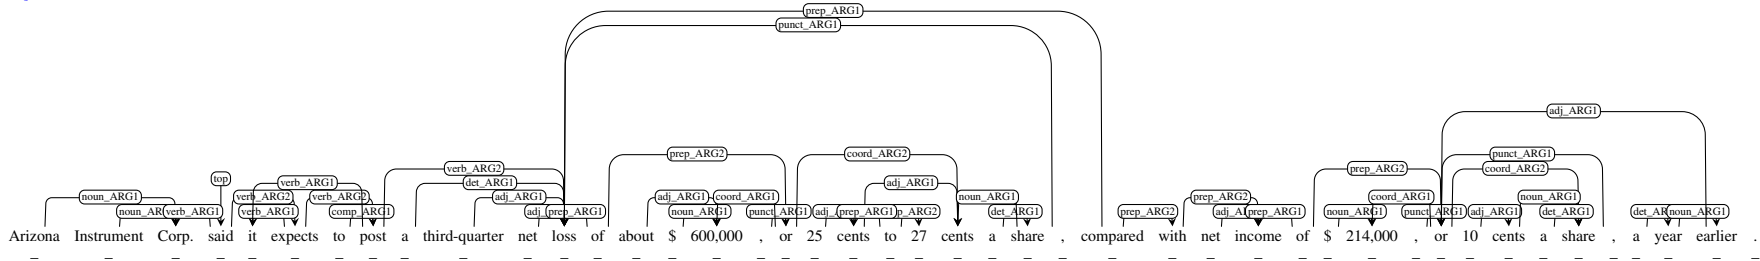 prep_ARG1
punct_ARG1
adj_ARG1
prep_ARG2 coord_ARG2 punct_ARG1
verb_ARG2 prep_ARG2 coord_ARG2
top verb_ARG1 det_ARG1 adj_ARG1
noun_ARG1 verb_ARG2 verb_ARG2 adj_ARG1 adj_ARG1 coord_ARG1 noun_ARG1 prep_ARG2 coord_ARG1 noun_ARG1
verb_ARG1 verb_ARG1 comp_ARG1 prep_ARG1 noun_ARG1 prep_ARG1 det_ARG1 prep_ARG2 prep_ARG1 noun_ARG1 adj_ARG1 det_ARG1 noun_ARG1
Arizona Instrument Corp. said it expects to post a third-quarter net loss of about $ 600,000 , or 25 cents to 27 cents a share , compared with net income of $ 214,000 , or 10 cents a share , a year earlier .